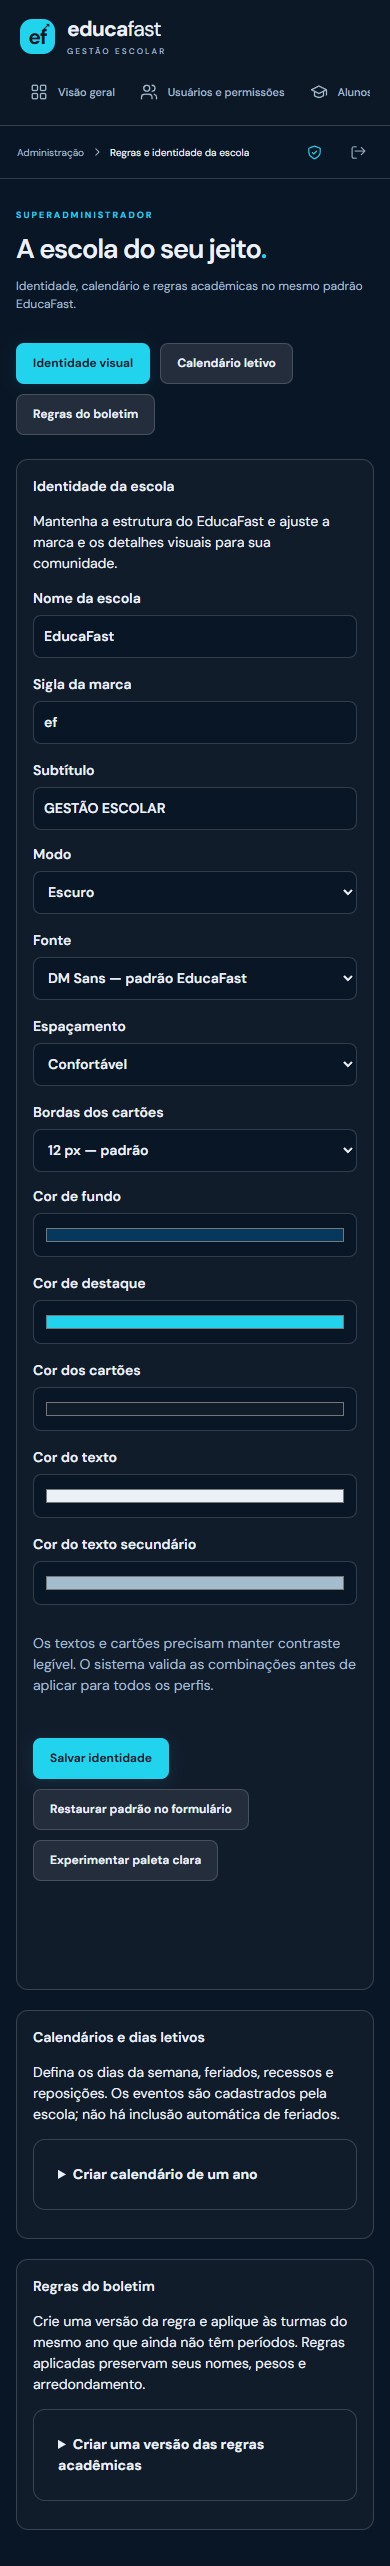 ef educafast
GESTÃO ESCOLAR
Visão geral
Usuários e permissões
Alunos
Administração > Regras e identidade da escola
SUPERADMINISTRADOR
A escola do seu jeito.
Identidade, calendário e regras acadêmicas no mesmo padrão
EducaFast.
Identidade visual
Calendário letivo
Regras do boletim
Identidade da escola
Mantenha a estrutura do EducaFast e ajuste a
marca e os detalhes visuais para sua
comunidade.
Nome da escola
EducaFast
Sigla da marca
ef
Subtítulo
GESTÃO ESCOLAR
Modo
Escuro
Fonte
DM Sans — padrão EducaFast
Espaçamento
Confortável
Bordas dos cartões
12 px — padrão
Cor de fundo
Cor de destaque
Cor dos cartões
Cor do texto
Cor do texto secundário
Os textos e cartões precisam manter contraste
legível. O sistema valida as combinações antes de
aplicar para todos os perfis.
Salvar identidade
Restaurar padrão no formulário
Experimentar paleta clara
Calendários e dias letivos
Defina os dias da semana, feriados, recessos e
reposições. Os eventos são cadastrados pela
escola; não há inclusão automática de feriados.
Criar calendário de um ano
Regras do boletim
Crie uma versão da regra e aplique às turmas do
mesmo ano que ainda não têm períodos. Regras
aplicadas preservam seus nomes, pesos e
arredondamento.
Criar uma versão das regras
acadêmicas